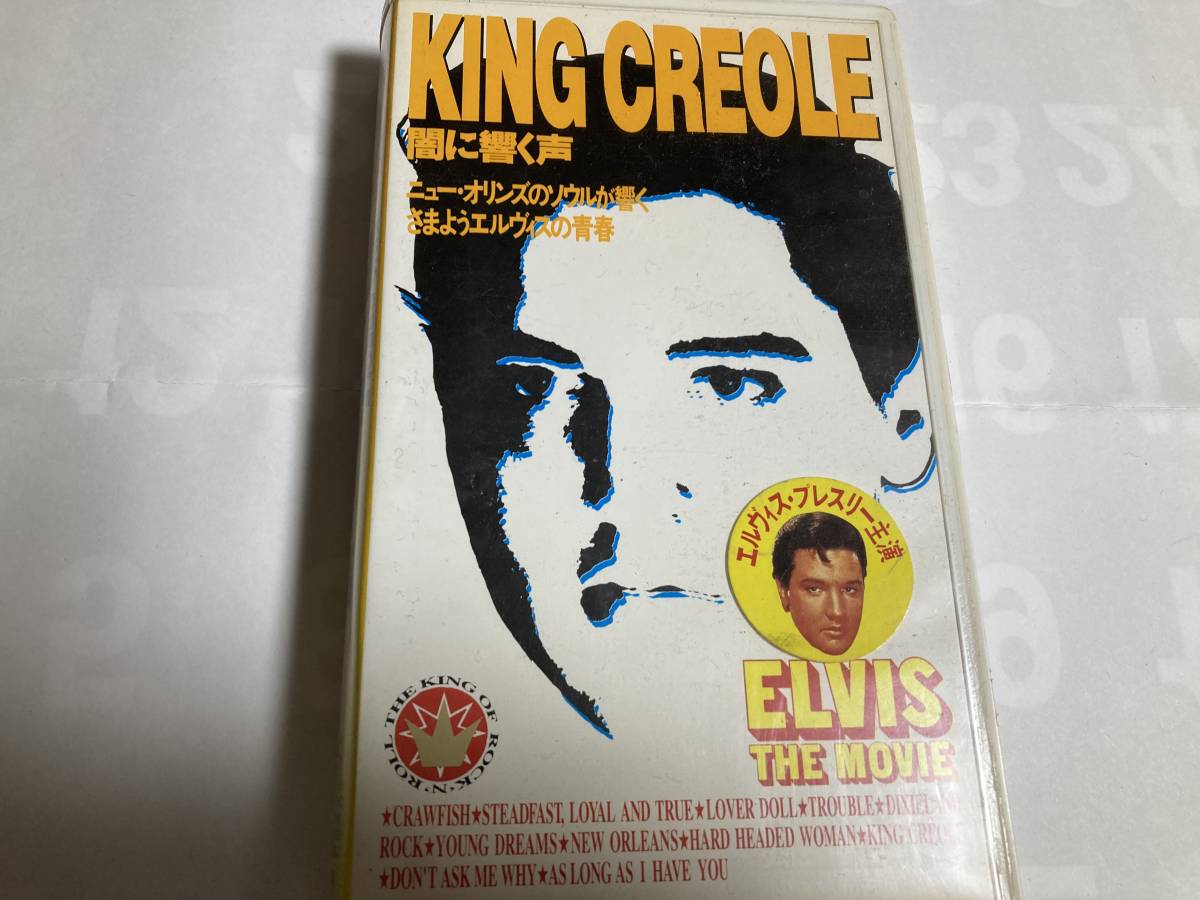 KING CREOLE
闇に響く声
ニュー・オリンズのソウルが響く
さまようエルヴィスの青春
エルヴィス・プレスリー主演
ELVIS
THE MOVIE
THE KING OF ROCK'N'ROLL
★CRAWFISH★STEADFAST, LOYAL AND TRUE★LOVER DOLL★TROUBLE★
ROCK★YOUNG DREAMS★NEW ORLEANS★HARD HEADED WOMAN★KING
★DON'T ASK ME WHY★AS LONG AS I HAVE YOU
23 24
16 17